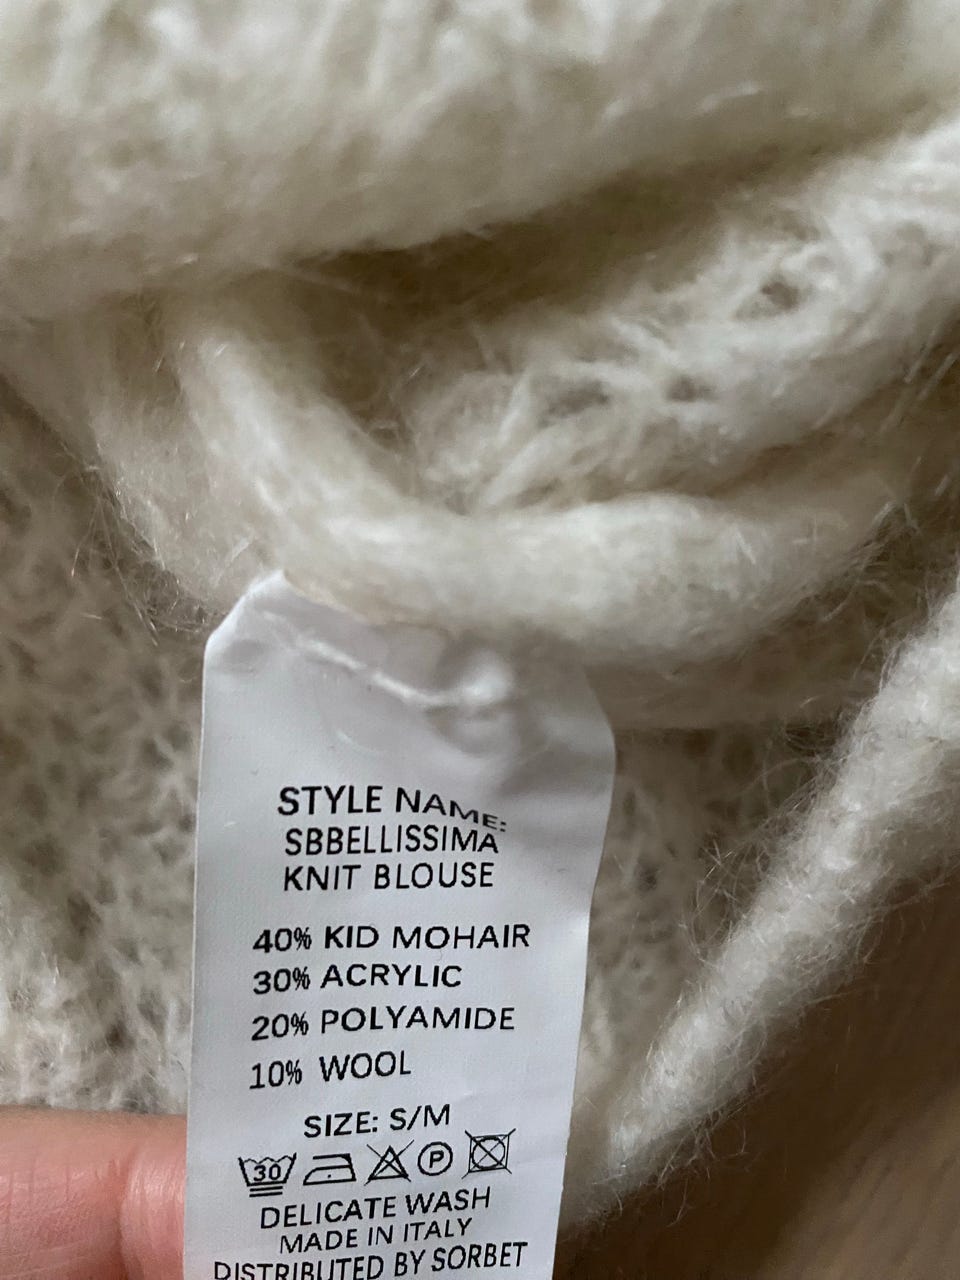 STYLE NAME:
SBBELLISSIMA
KNIT BLOUSE
40% KID MOHAIR
30% ACRYLIC
20% POLYAMIDE
10% WOOL
SIZE: S/M
30 P
DELICATE WASH
MADE IN ITALY
DISTRIBUTED BY SORBET